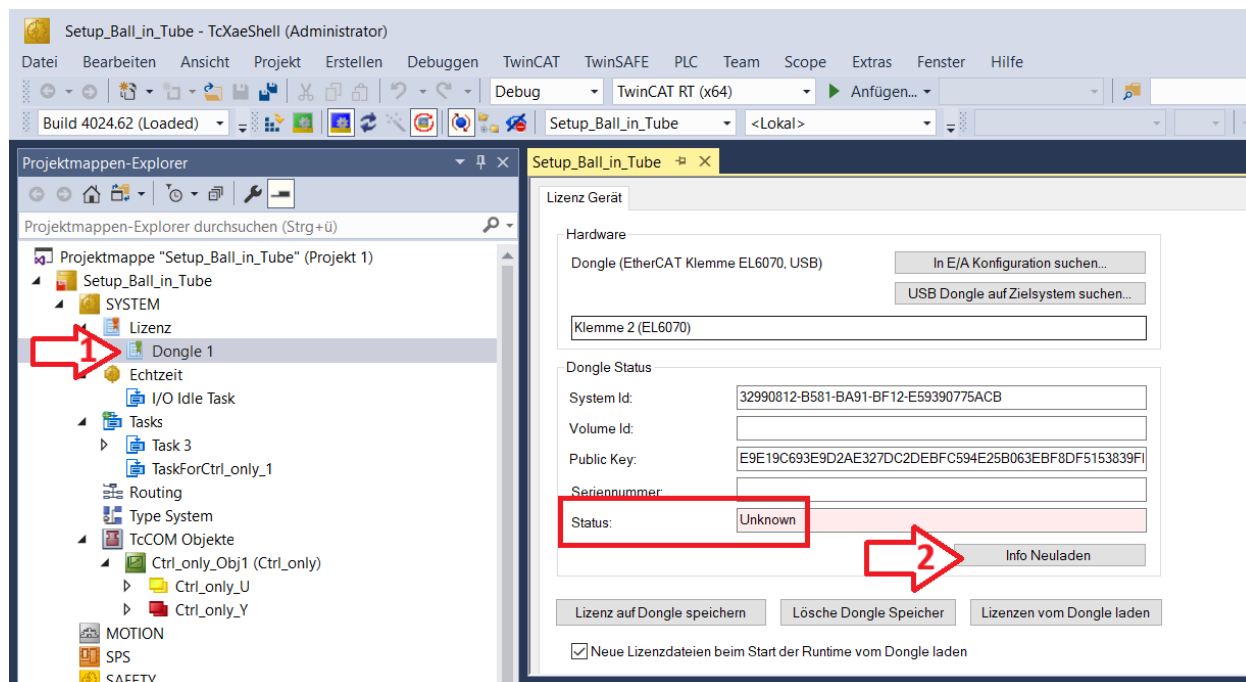 Setup_Ball_in_Tube - TcXaeShell (Administrator)
Datei Bearbeiten Ansicht Projekt Erstellen Debuggen TwinCAT TwinSAFE PLC Team Scope Extras Fenster Hilfe
Debug TwinCAT RT (x64) Anfügen...
Build 4024.62 (Loaded) Setup_Ball_in_Tube <Lokal>
Projektmappen-Explorer
Projektmappen-Explorer durchsuchen (Strg+ü)
Projektmappe "Setup_Ball_in_Tube" (Projekt 1)
Setup_Ball_in_Tube
SYSTEM
Lizenz
1 Dongle 1
Echtzeit
I/O Idle Task
Tasks
Task 3
TaskForCtrl_only_1
Routing
Type System
TcCOM Objekte
Ctrl_only_Obj1 (Ctrl_only)
Ctrl_only_U
Ctrl_only_Y
MOTION
SPS
SAFETY
Setup_Ball_in_Tube
Lizenz Gerät
Hardware
Dongle (EtherCAT Klemme EL6070, USB) In E/A Konfiguration suchen...
USB Dongle auf Zielsystem suchen...
Klemme 2 (EL6070)
Dongle Status
System Id: 32990812-B581-BA91-BF12-E59390775ACB
Volume Id:
Public Key: E9E19C693E9D2AE327DC2DEBFC594E25B063EBF8DF5153839FI
Seriennummer:
Status: Unknown
2 Info Neuladen
Lizenz auf Dongle speichern Lösche Dongle Speicher Lizenzen vom Dongle laden
Neue Lizenzdateien beim Start der Runtime vom Dongle laden